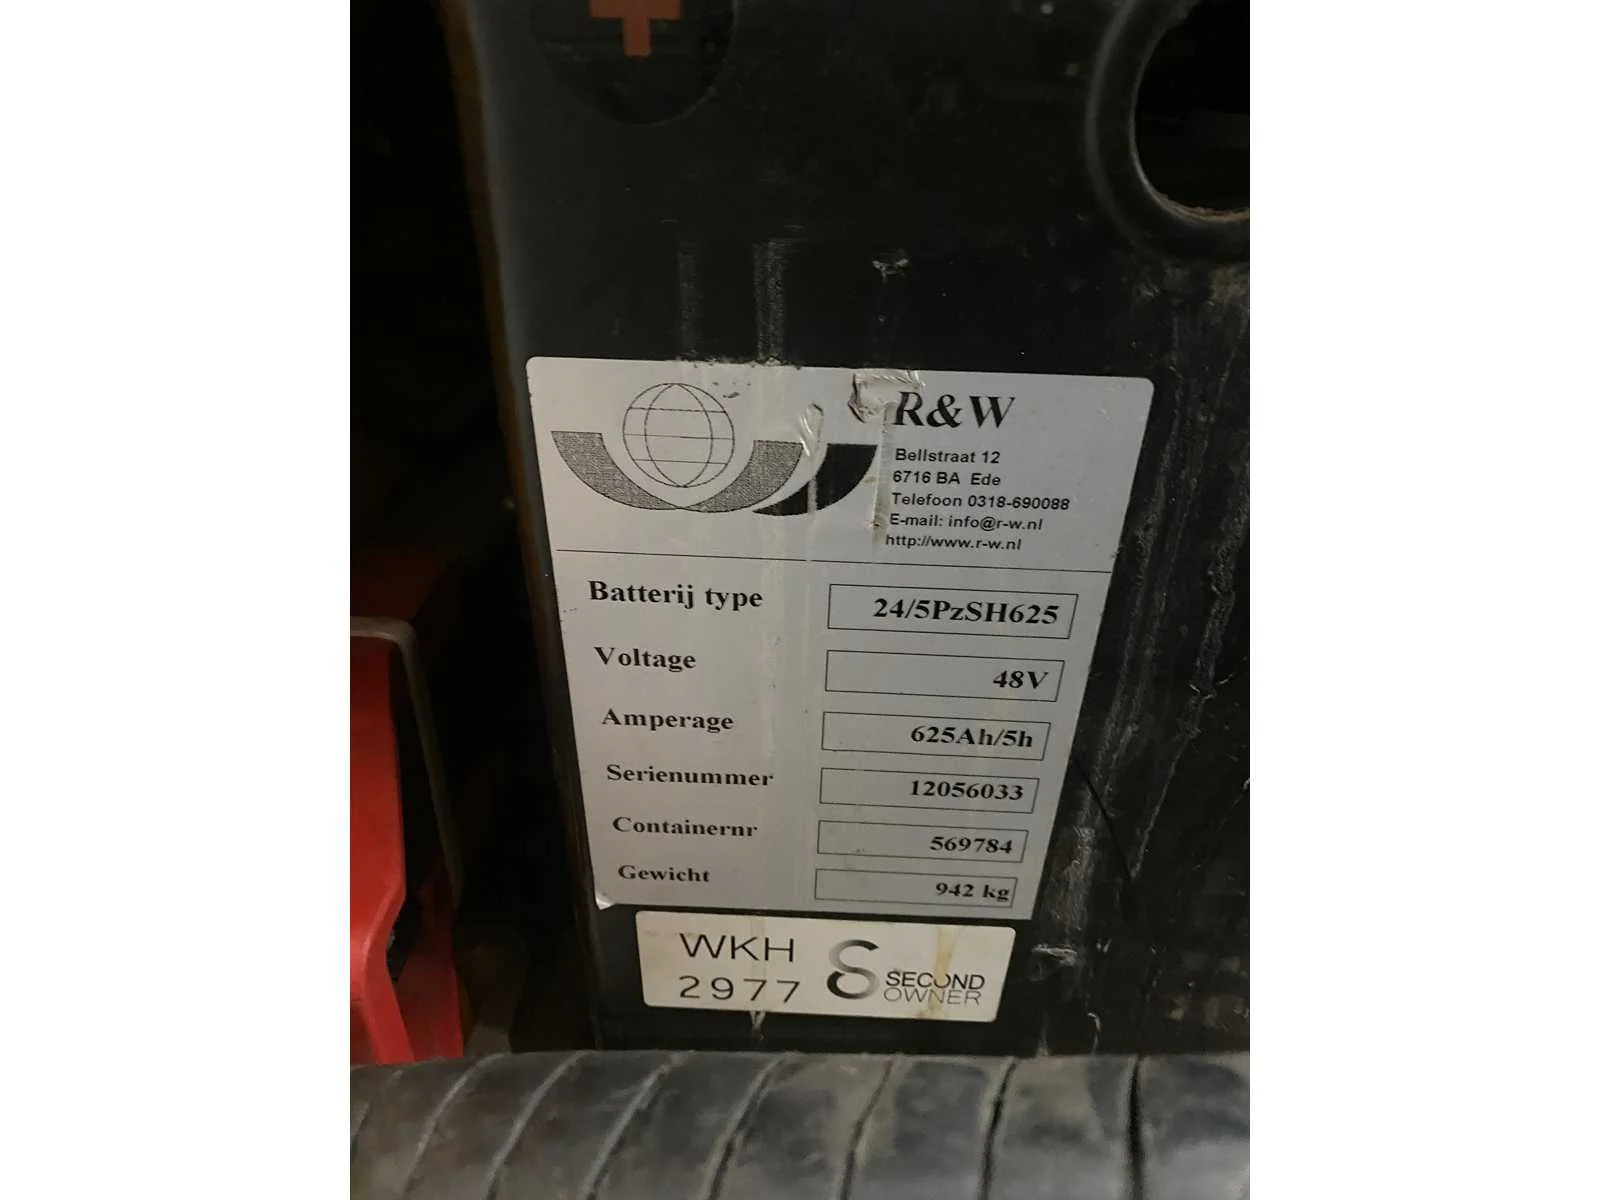 R&W
Bellstraat 12
6716 BA Ede
Telefoon 0318-690088
E-mail: info@r-w.nl
http://www.r-w.nl
Batterij type 24/5PzSH625
Voltage 48V
Amperage 625Ah/5h
Serienummer 12056033
Containernr 569784
Gewicht 942 kg
WKH
2977
SECOND
OWNER